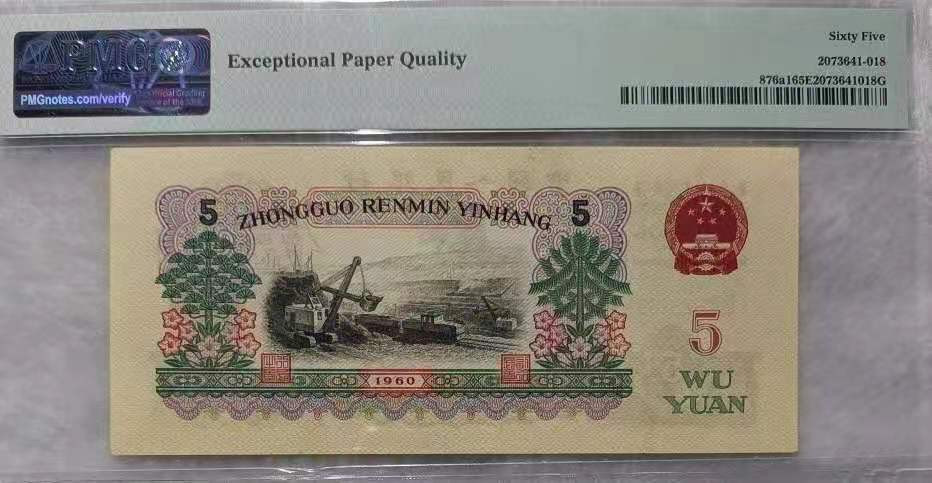 PMG
PMGnotes.com/verify
Exceptional Paper Quality
Sixty Five
2073641-018
876a165E2073641018G
5
ZHONGGUO RENMIN YINHANG
5
5
WU
YUAN
1960